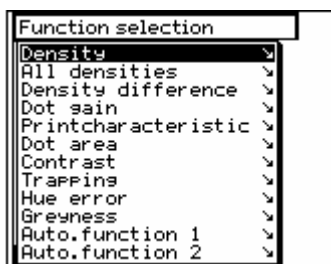 Function selection
Density
All densities
Density difference
Dot gain
Printcharacteristic
Dot area
Contrast
Trapping
Hue error
Greyness
Auto.function 1
Auto.function 2